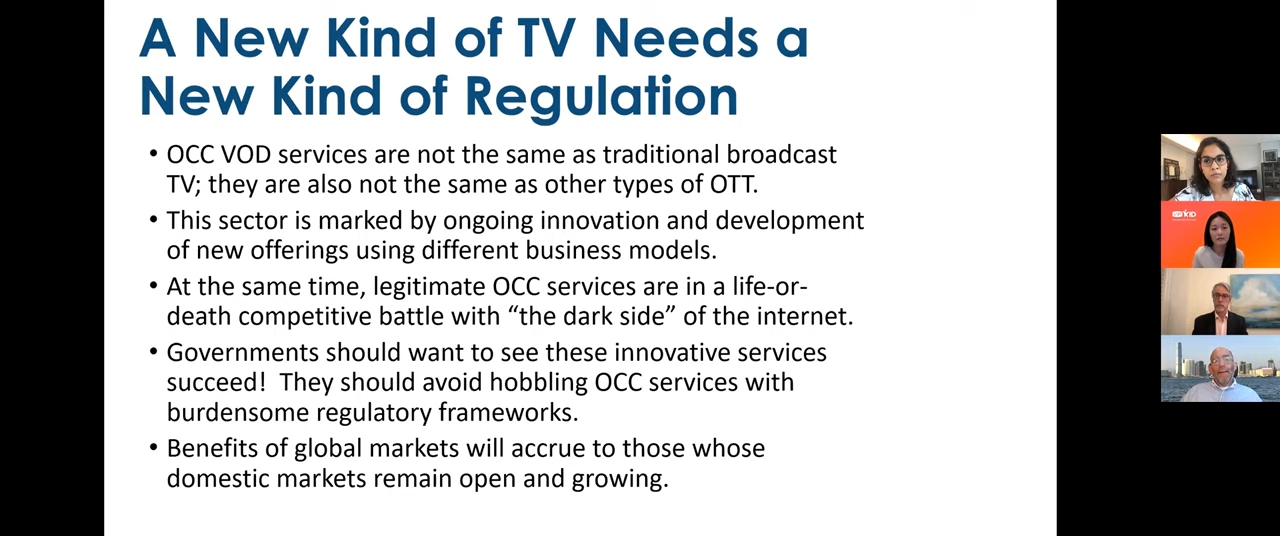 A New Kind of TV Needs a
New Kind of Regulation
• OCC VOD services are not the same as traditional broadcast
TV; they are also not the same as other types of OTT.
• This sector is marked by ongoing innovation and development
of new offerings using different business models.
• At the same time, legitimate OCC services are in a life-or-
death competitive battle with “the dark side” of the internet.
• Governments should want to see these innovative services
succeed!  They should avoid hobbling OCC services with
burdensome regulatory frameworks.
• Benefits of global markets will accrue to those whose
domestic markets remain open and growing.